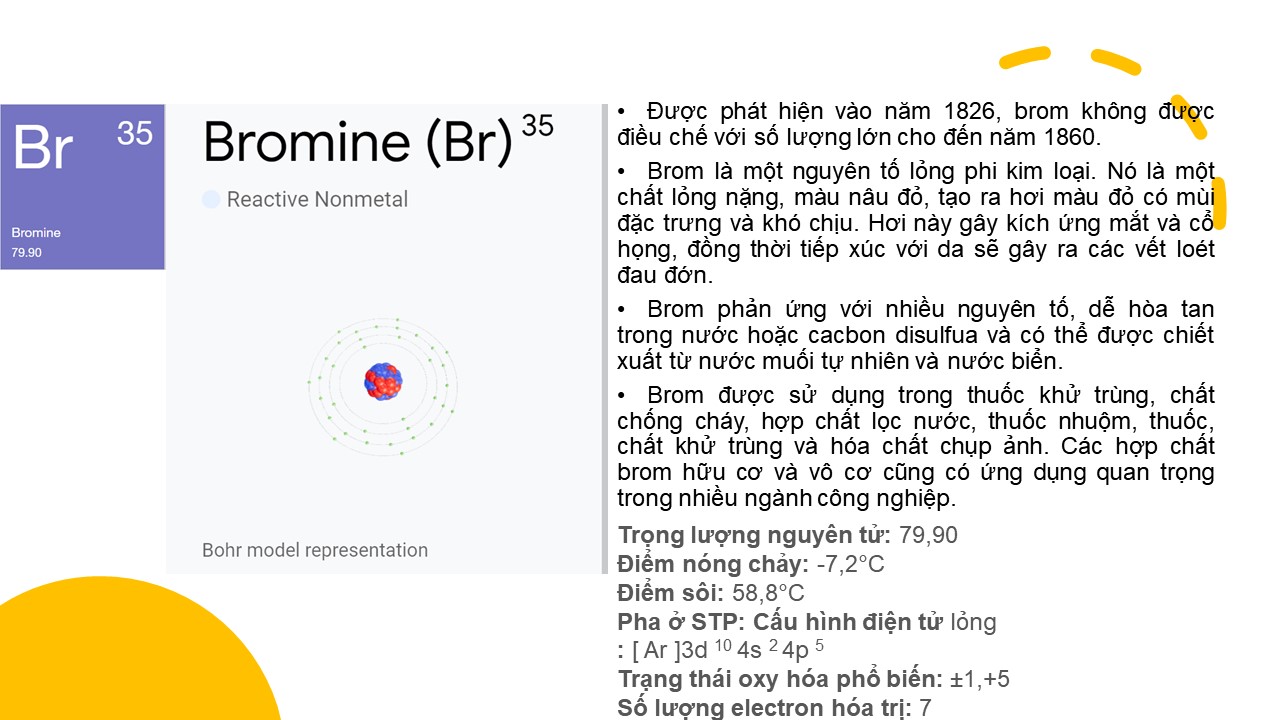 Br 35
Bromine
79.90
Bromine (Br) 35
Reactive Nonmetal
Bohr model representation
• Được phát hiện vào năm 1826, brom không được
điều chế với số lượng lớn cho đến năm 1860.
• Brom là một nguyên tố lỏng phi kim loại. Nó là một
chất lỏng nặng, màu nâu đỏ, tạo ra hơi màu đỏ có mùi
đặc trưng và khó chịu. Hơi này gây kích ứng mắt và cổ
họng, đồng thời tiếp xúc với da sẽ gây ra các vết loét
đau đớn.
• Brom phản ứng với nhiều nguyên tố, dễ hòa tan
trong nước hoặc cacbon disulfua và có thể được chiết
xuất từ nước muối tự nhiên và nước biển.
• Brom được sử dụng trong thuốc khử trùng, chất
chống cháy, hợp chất lọc nước, thuốc nhuộm, thuốc,
chất khử trùng và hóa chất chụp ảnh. Các hợp chất
brom hữu cơ và vô cơ cũng có ứng dụng quan trọng
trong nhiều ngành công nghiệp.
Trọng lượng nguyên tử: 79,90
Điểm nóng chảy: -7,2°C
Điểm sôi: 58,8°C
Pha ở STP: Cấu hình điện tử lỏng
: [ Ar ]3d 10 4s 2 4p 5
Trạng thái oxy hóa phổ biến: ±1,+5
Số lượng electron hóa trị: 7